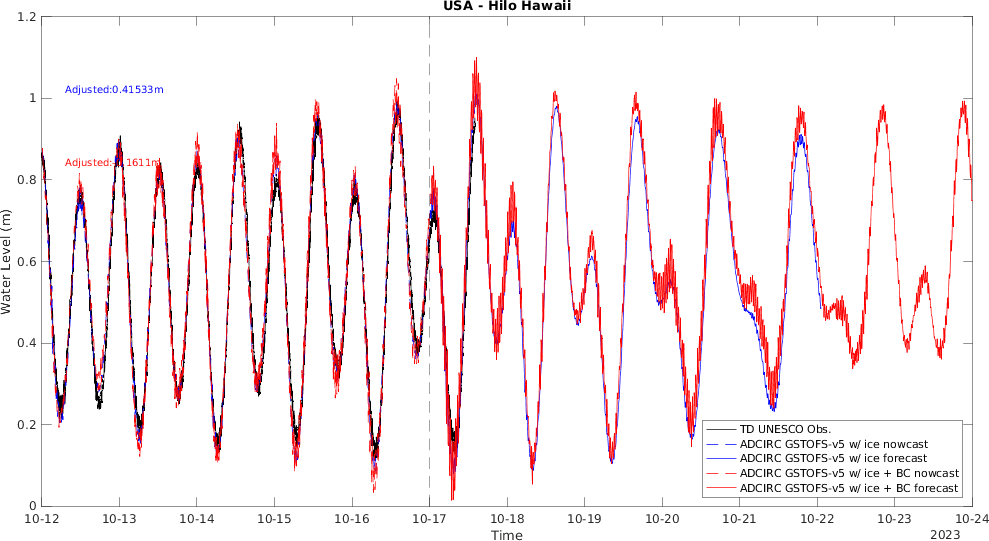 USA - Hilo Hawaii
1.2
1
0.8
0.6
0.4
0.2
0
Water Level (m)
Adjusted:0.41533m
Adjusted:
1611m
10-12 10-13 10-14 10-15 10-16 10-17 10-18 10-19 10-20 10-21 10-22 10-23 10-24
Time
2023
TD UNESCO Obs.
ADCIRC GSTOFS-v5 w/ ice nowcast
ADCIRC GSTOFS-v5 w/ ice forecast
ADCIRC GSTOFS-v5 w/ ice + BC nowcast
ADCIRC GSTOFS-v5 w/ ice + BC forecast